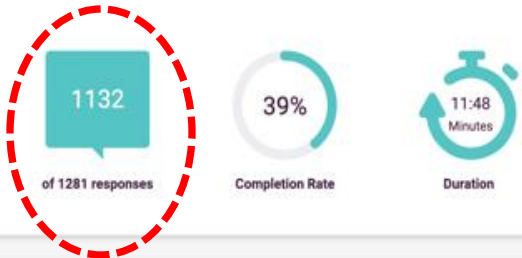 1132
of 1281 responses
39%
Completion Rate
11:48
Minutes
Duration